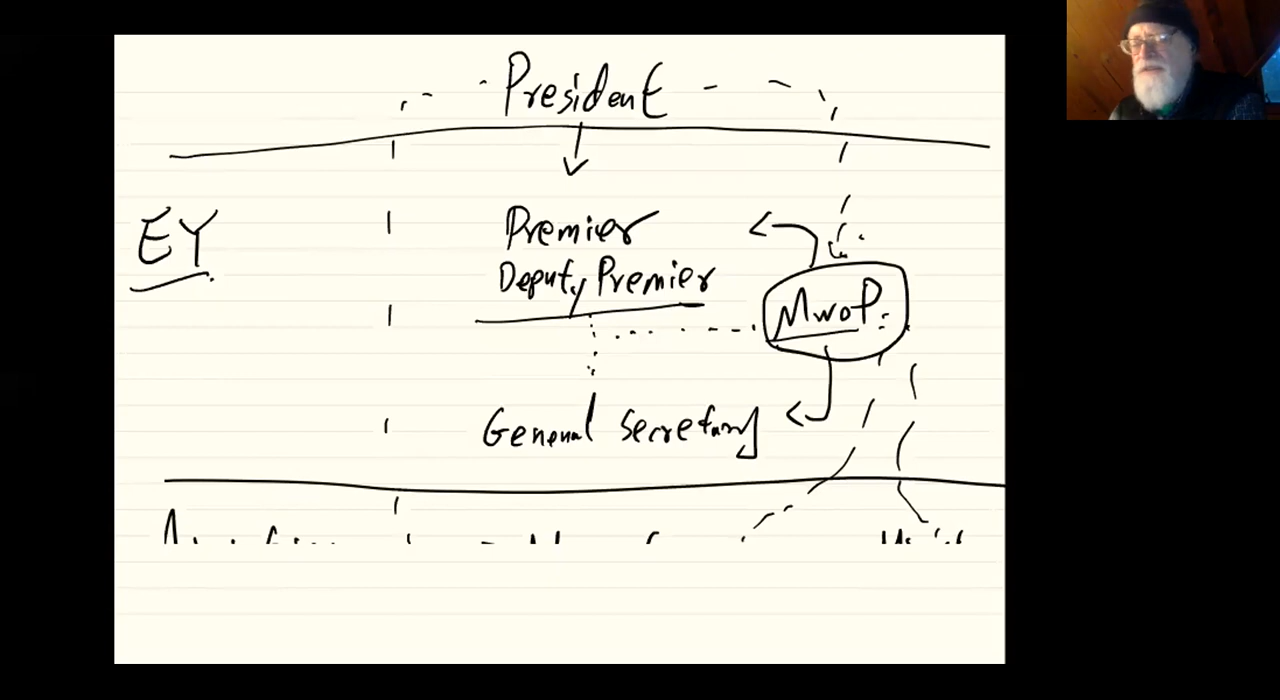 President
EY
Premier
Deputy Premier
MWoP.
General Secretary